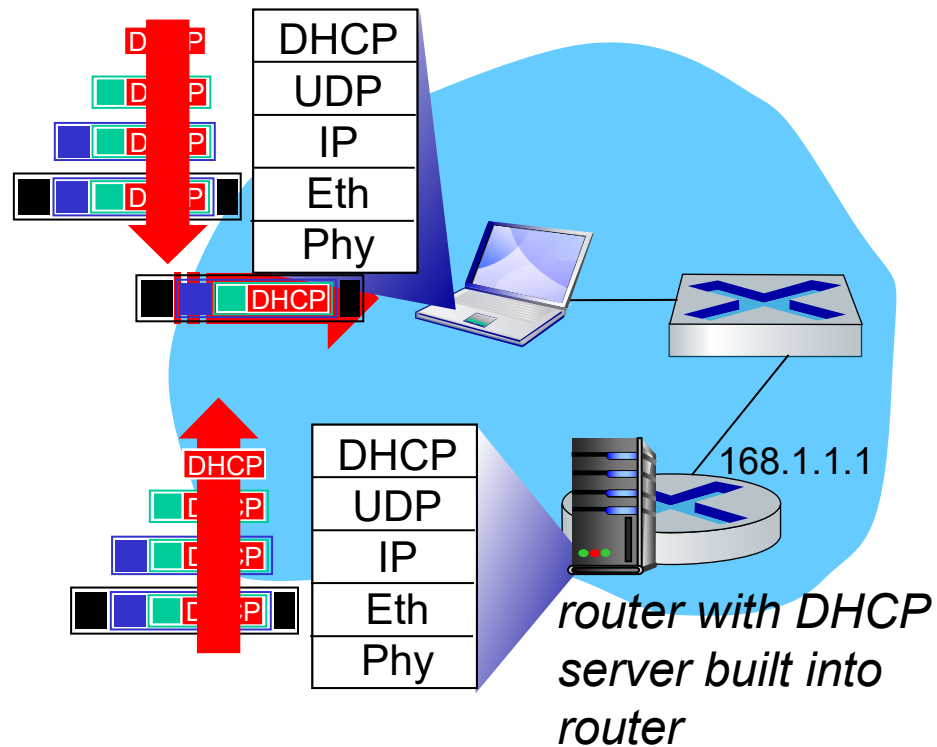 DHCP
UDP
IP
Eth
Phy
DHCP
DHCP
DHCP
UDP
IP
Eth
Phy
168.1.1.1
router with DHCP
server built into
router